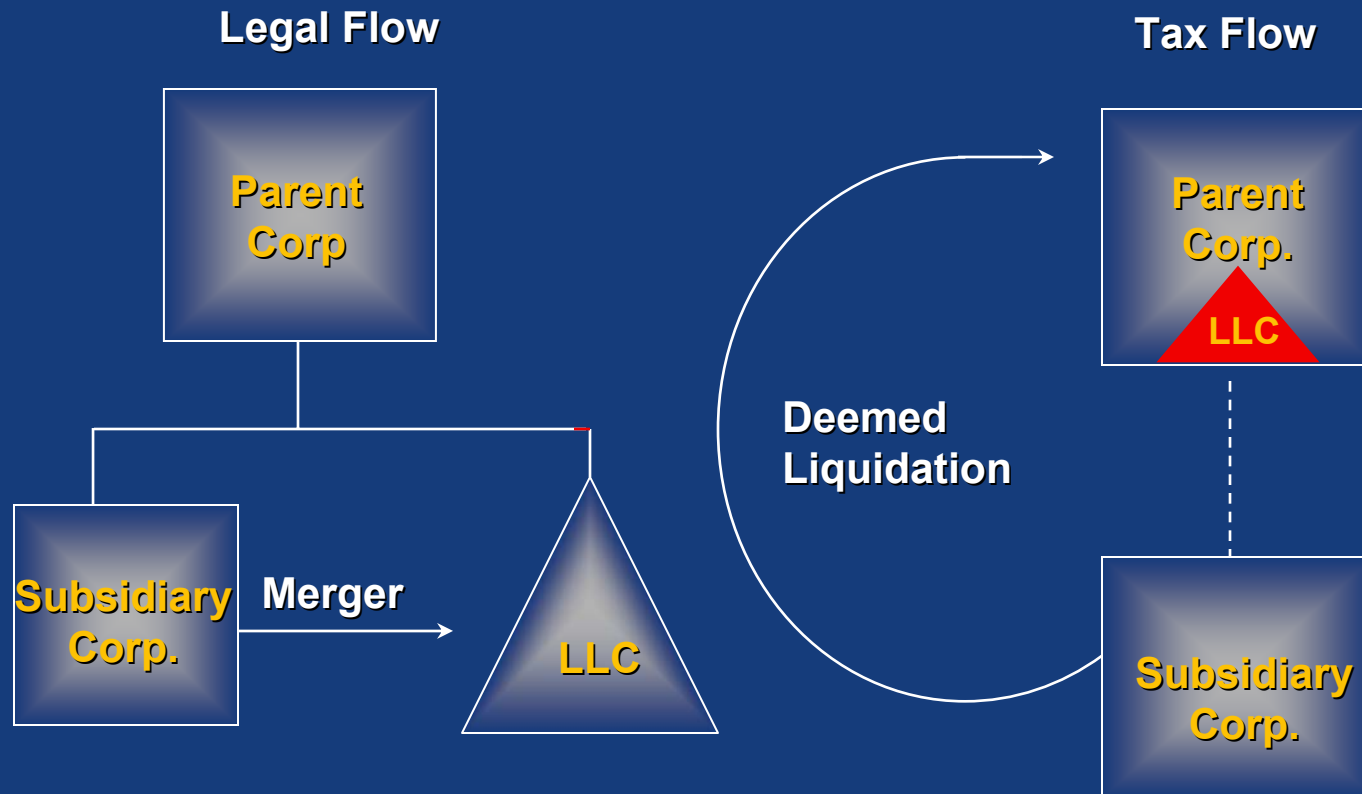 Legal Flow
Tax Flow
Parent
Corp
Parent
Corp.
LLC
Deemed
Liquidation
Subsidiary
Corp.
Merger
LLC
Subsidiary
Corp.